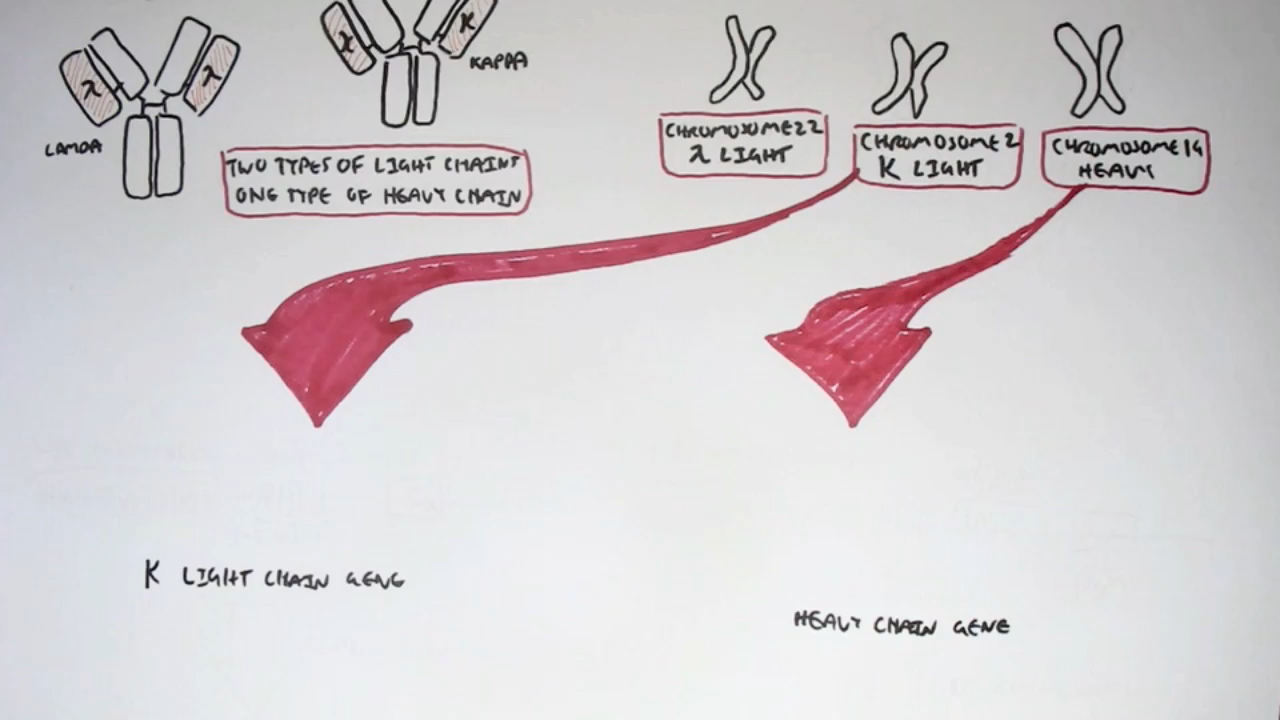 λ λ
K K
KAPPA
LAMDA
TWO TYPES OF LIGHT CHAINS
ONE TYPE OF HEAVY CHAIN
CHROMOSOME 22
λ LIGHT
CHROMOSOME 2
K LIGHT
CHROMOSOME 14
HEAVY
K LIGHT CHAIN GENE
HEAVY CHAIN GENE